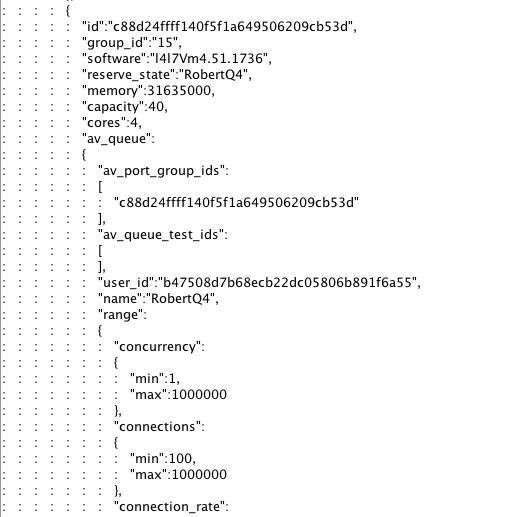 : : : : {
: : : : : "id":"c88d24ffff140f5f1a649506209cb53d",
: : : : : "group_id":"15",
: : : : : "software":"l4l7Vm4.51.1736",
: : : : : "reserve_state":"RobertQ4",
: : : : : "memory":31635000,
: : : : : "capacity":40,
: : : : : "cores":4,
: : : : : "av_queue":
: : : : : {
: : : : : : "av_port_group_ids":
: : : : : : [
: : : : : : : "c88d24ffff140f5f1a649506209cb53d"
: : : : : : ],
: : : : : : "av_queue_test_ids":
: : : : : : [
: : : : : : ],
: : : : : : "user_id":"b47508d7b68ecb22dc05806b891f6a55",
: : : : : : "name":"RobertQ4",
: : : : : : "range":
: : : : : : {
: : : : : : : "concurrency":
: : : : : : : {
: : : : : : : : "min":1,
: : : : : : : : "max":1000000
: : : : : : : },
: : : : : : : "connections":
: : : : : : : {
: : : : : : : : "min":100,
: : : : : : : : "max":1000000
: : : : : : : },
: : : : : : : "connection_rate":